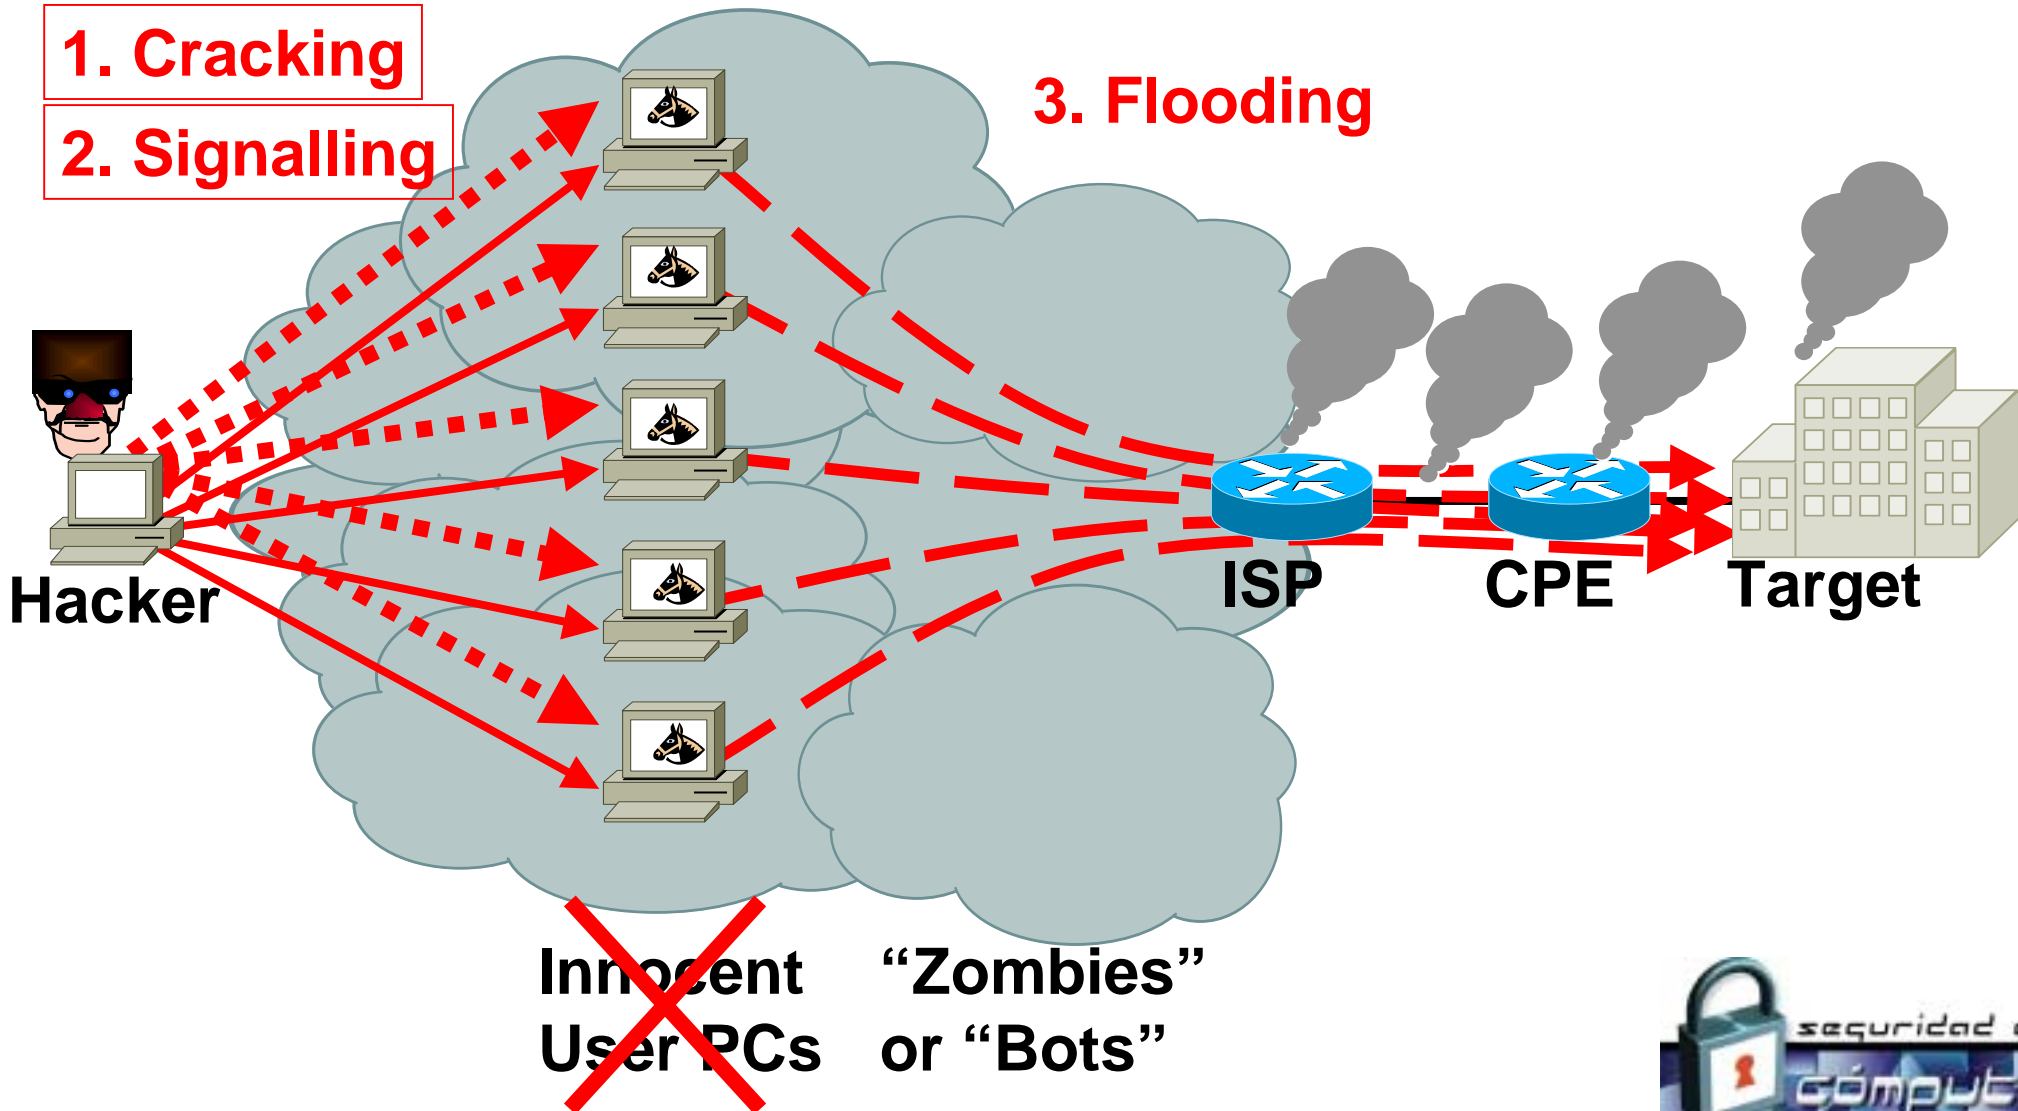 1. Cracking
2. Signalling
3. Flooding
Hacker
ISP
CPE
Target
Innocent
User PCs
“Zombies”
or “Bots”
seguridad